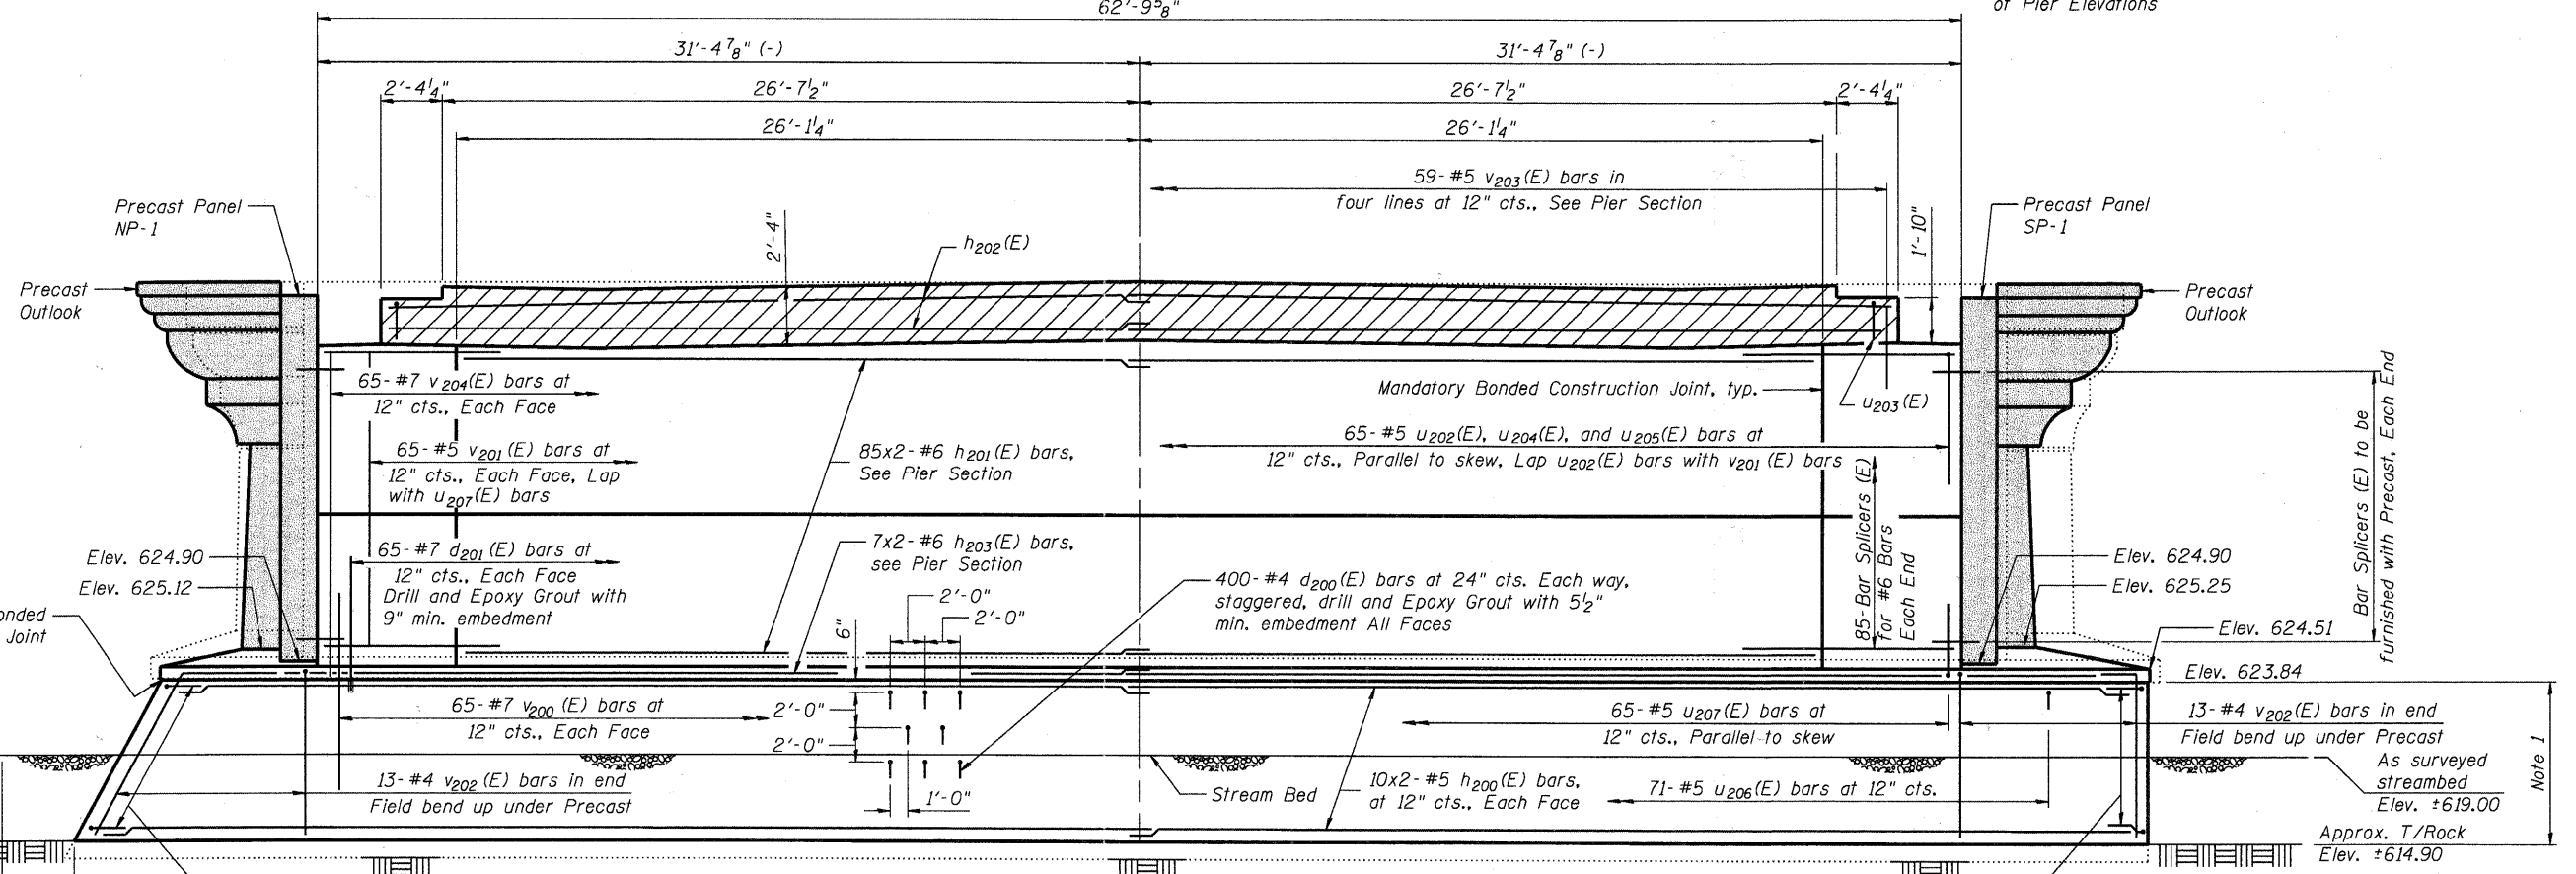 62'-9⅝"
of Pier Elevations
31'-4⅞" (-)
31'-4⅞" (-)
2'-4¼"
26'-7½"
26'-7½"
2'-4¼"
26'-1¼"
26'-1¼"
59-#5 v203(E) bars in
four lines at 12" cts., See Pier Section
Precast Panel
NP-1
Precast Panel
SP-1
2'-4"
h202(E)
1'-10"
Precast
Outlook
Precast
Outlook
65-#7 v204(E) bars at
12" cts., Each Face
Mandatory Bonded Construction Joint, typ.
u203(E)
65-#5 v201(E) bars at
12" cts., Each Face, Lap
with u207(E) bars
85x2-#6 h201(E) bars,
See Pier Section
65-#5 u202(E), u204(E), and u205(E) bars at
12" cts., Parallel to skew, Lap u202(E) bars with v201(E) bars
85-Bar Splicers (E)
for #6 Bars
Each End
Bar Splicers (E) to be
furnished with Precast, Each End
Elev. 624.90
Elev. 625.12
65-#7 d201(E) bars at
12" cts., Each Face
Drill and Epoxy Grout with
9" min. embedment
7x2-#6 h203(E) bars,
see Pier Section
400-#4 d200(E) bars at 24" cts. Each way,
staggered, drill and Epoxy Grout with 5½"
min. embedment All Faces
2'-0"
2'-0"
6"
Elev. 624.90
Elev. 625.25
onded
Joint
Elev. 624.51
Elev. 623.84
65-#7 v200(E) bars at
12" cts., Each Face
2'-0"
2'-0"
65-#5 u207(E) bars at
12" cts., Parallel to skew
13-#4 v202(E) bars in end
Field bend up under Precast
13-#4 v202(E) bars in end
Field bend up under Precast
1'-0"
Stream Bed
10x2-#5 h200(E) bars,
at 12" cts., Each Face
71-#5 u206(E) bars at 12" cts.
As surveyed
streambed
Elev. ±619.00
Note 1
Approx. T/Rock
Elev. ±614.90